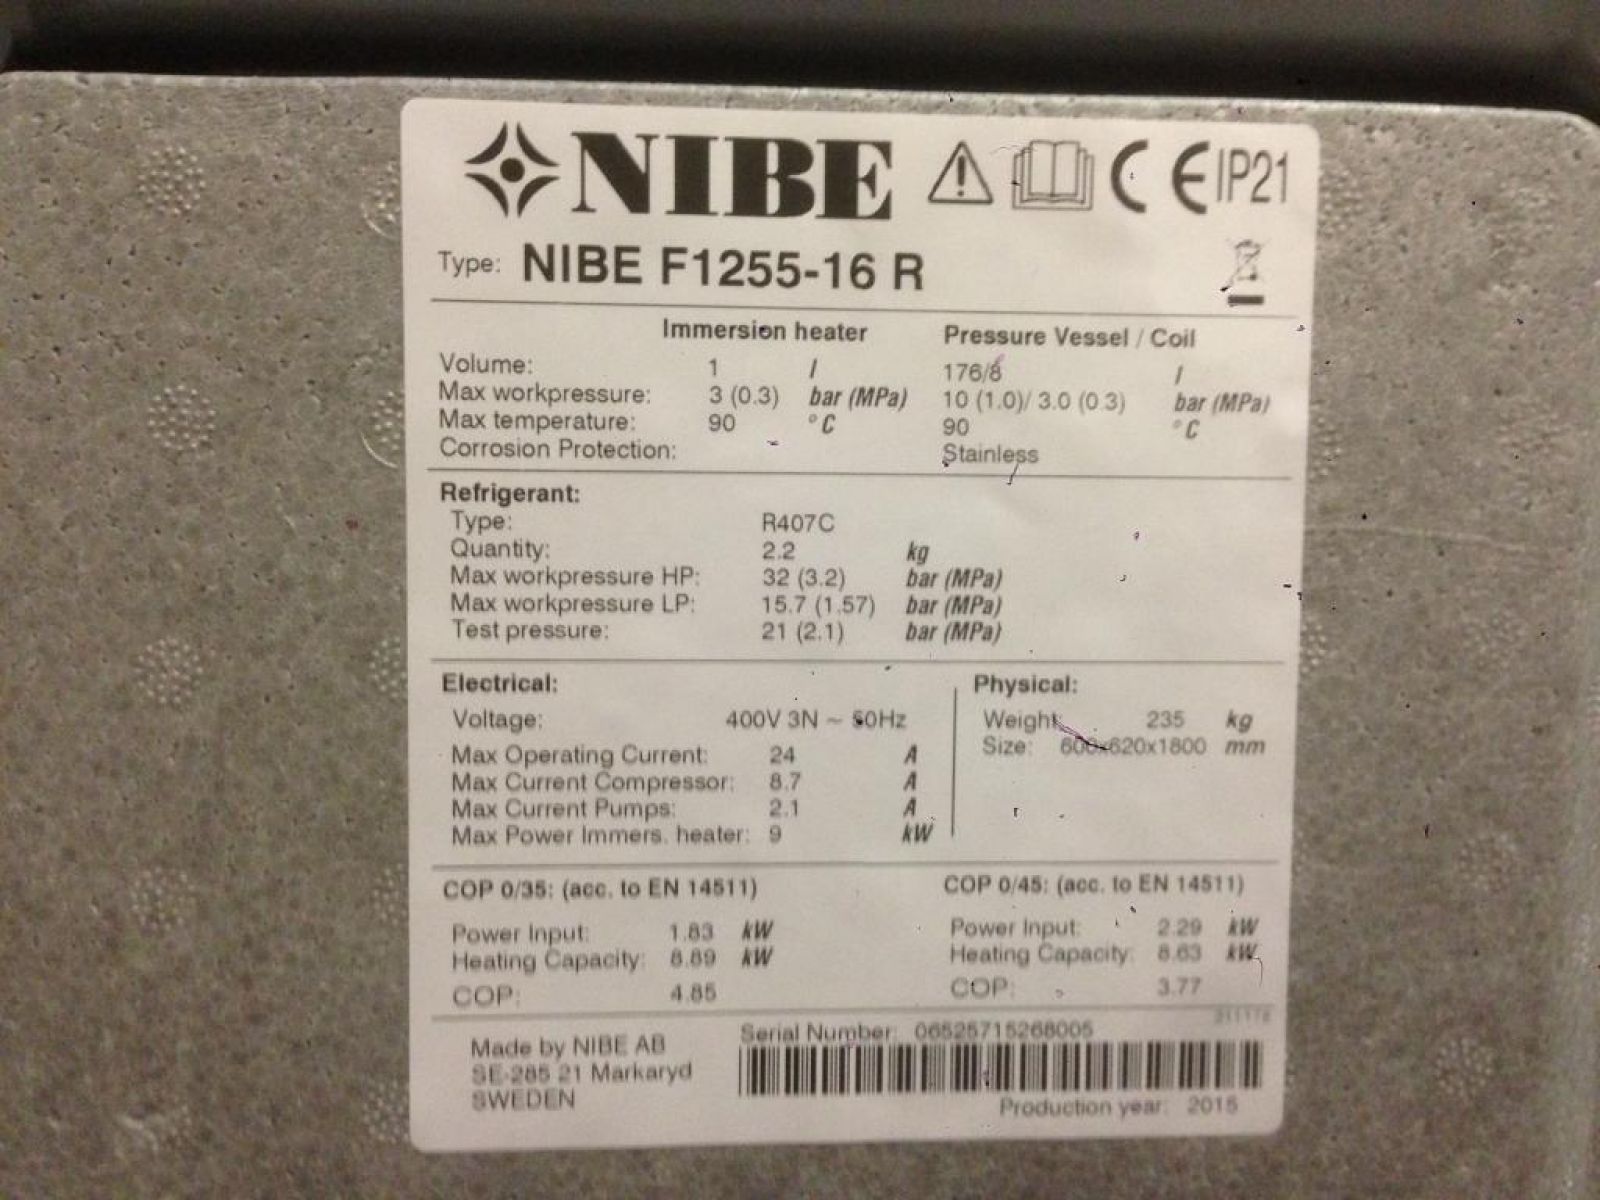 NIBE CE IP21
Type: NIBE F1255-16 R
Immersion heater Pressure Vessel / Coil
Volume: 1 l 176/8 l
Max workpressure: 3 (0.3) bar (MPa) 10 (1.0)/ 3.0 (0.3) bar (MPa)
Max temperature: 90 °C 90 °C
Corrosion Protection: Stainless
Refrigerant:
Type: R407C
Quantity: 2.2 kg
Max workpressure HP: 32 (3.2) bar (MPa)
Max workpressure LP: 15.7 (1.57) bar (MPa)
Test pressure: 21 (2.1) bar (MPa)
Electrical:
Voltage: 400V 3N ~ 50Hz
Max Operating Current: 24 A
Max Current Compressor: 8.7 A
Max Current Pumps: 2.1 A
Max Power Immers. heater: 9 kW
Physical:
Weight: 235 kg
Size: 600x620x1800 mm
COP 0/35: (acc. to EN 14511)
Power Input: 1.83 kW
Heating Capacity: 8.89 kW
COP: 4.85
COP 0/45: (acc. to EN 14511)
Power Input: 2.29 kW
Heating Capacity: 8.63 kW
COP: 3.77
Made by NIBE AB
SE-285 21 Markaryd
SWEDEN
Serial Number: 06525715268005
Production year: 2015